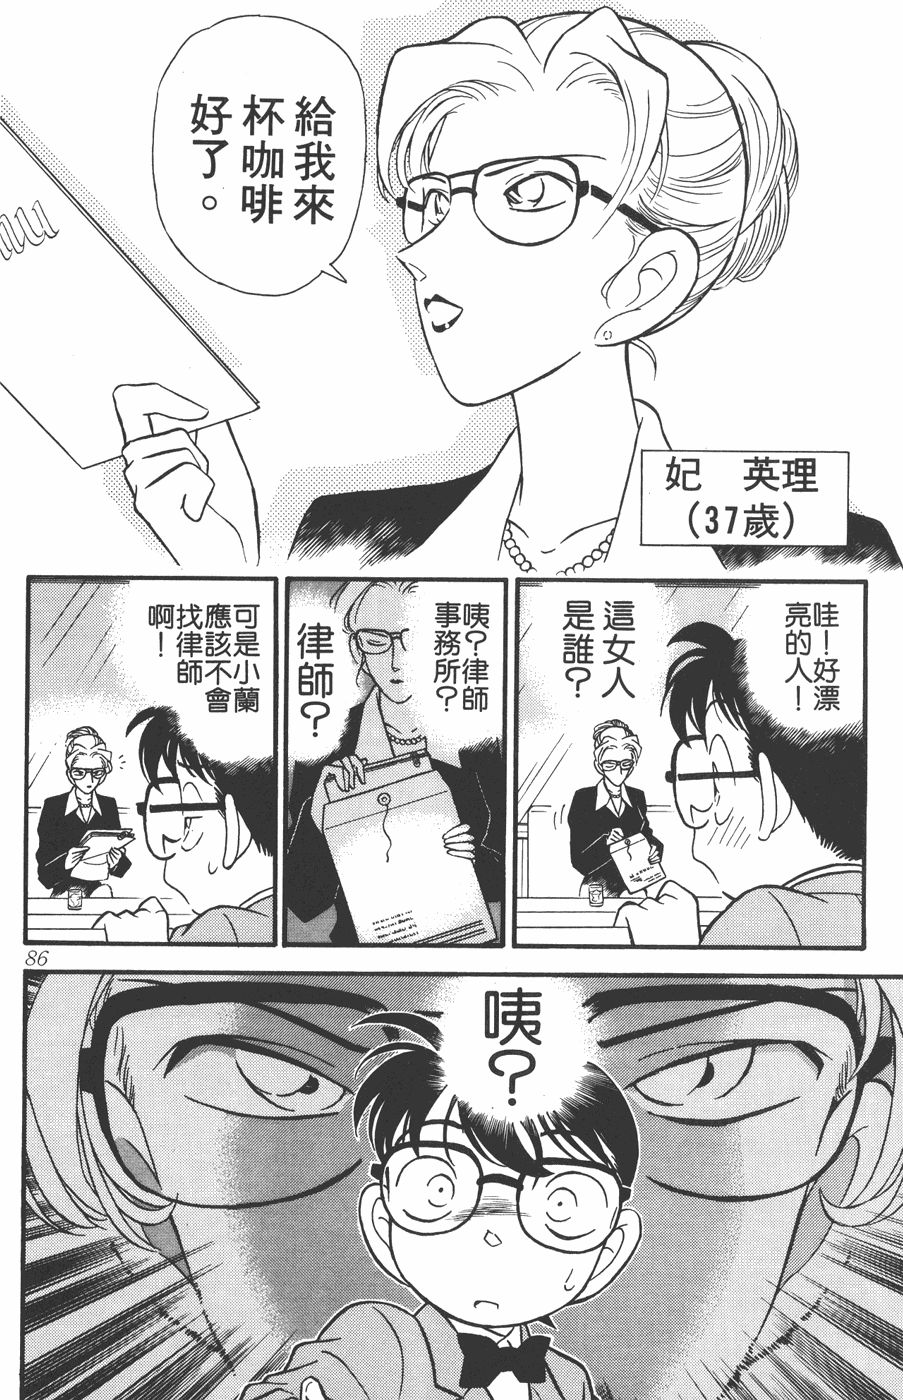 給我來
杯咖啡
好了。
妃　英理
(37歲)
哇！好漂
亮的人！
這女人
是誰？
咦？律師
事務所？
律師？
可是小蘭
應該不會
找律師
啊！
86
咦？